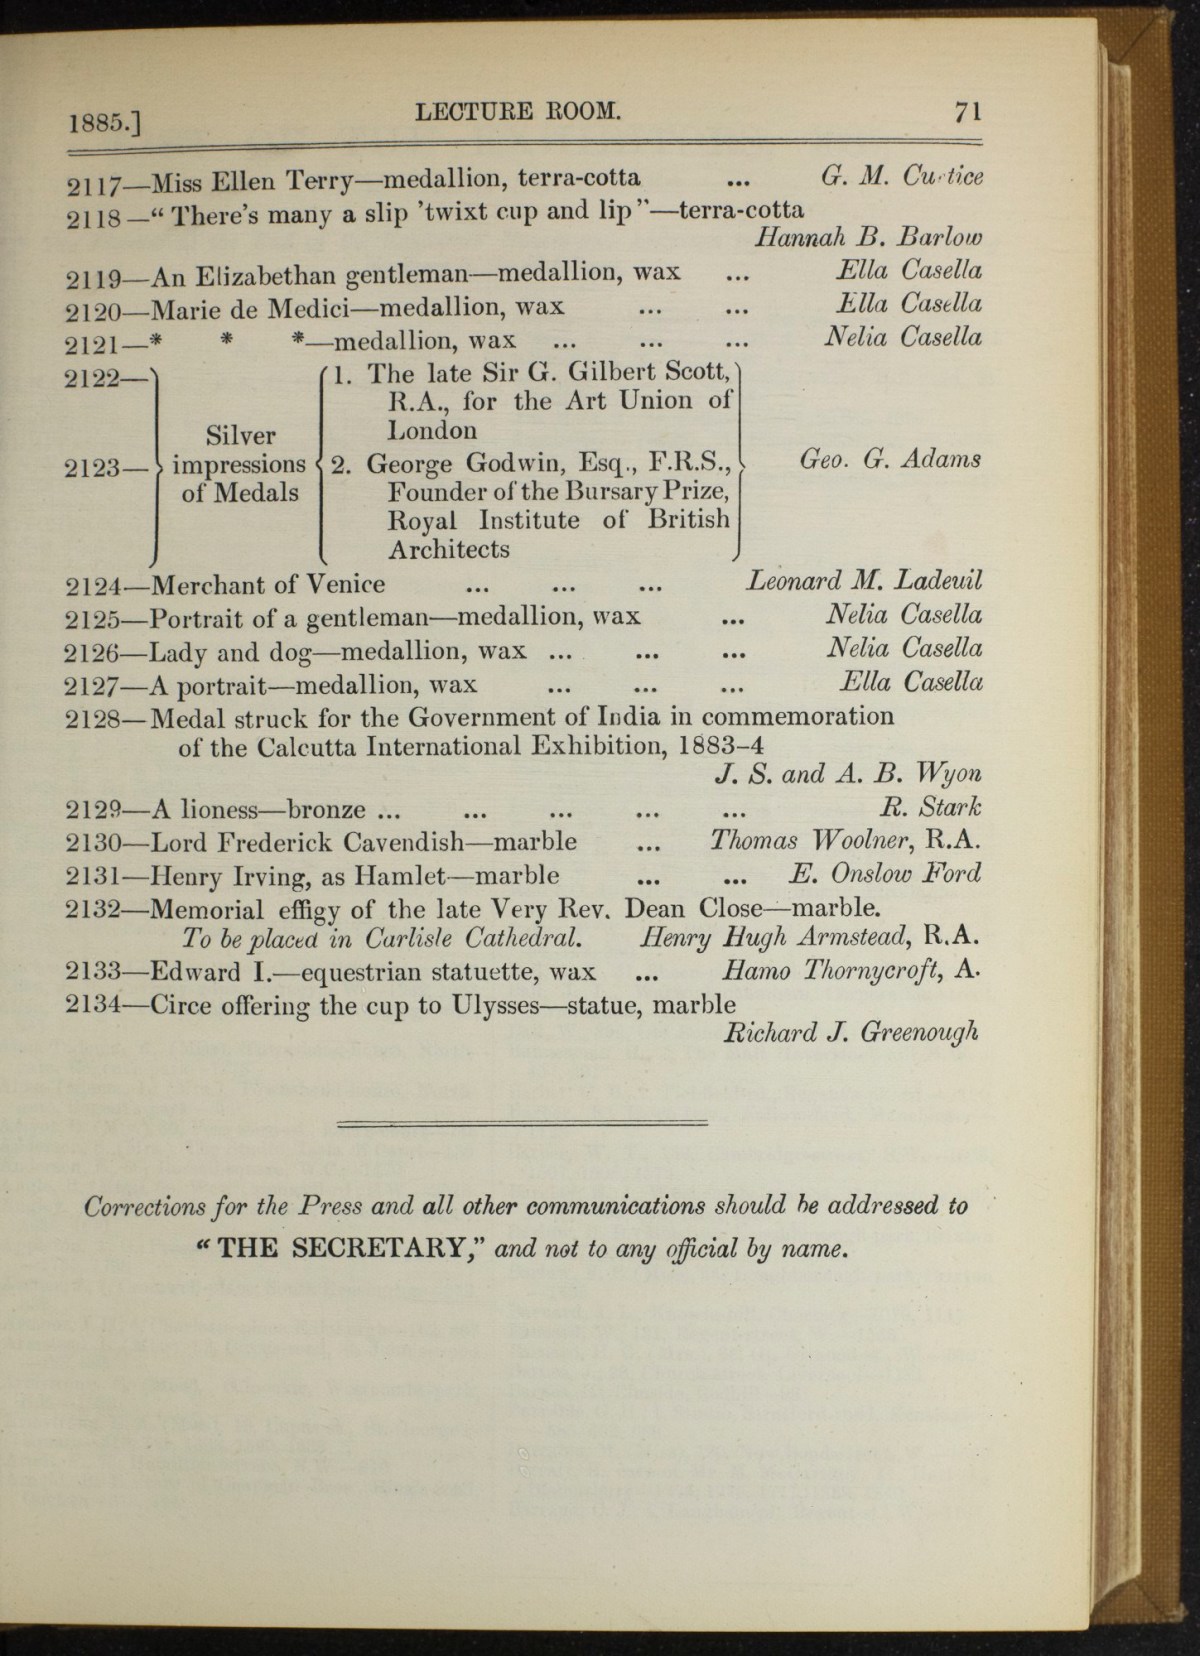 1885.] LECTURE ROOM. 71
2117—Miss Ellen Terry—medallion, terra-cotta ... G. M. Curtice
2118—“There’s many a slip ’twixt cup and lip”—terra-cotta
Hannah B. Barlow
2119—An Elizabethan gentleman—medallion, wax ... Ella Casella
2120—Marie de Medici—medallion, wax ... ... Ella Casella
2121—* * *—medallion, wax ... ... ... Nelia Casella
2122—
2123—
Silver
impressions
of Medals
1. The late Sir G. Gilbert Scott,
R.A., for the Art Union of
London
2. George Godwin, Esq., F.R.S.,
Founder of the Bursary Prize,
Royal Institute of British
Architects
Geo. G. Adams
2124—Merchant of Venice ... ... ... Leonard M. Ladeuil
2125—Portrait of a gentleman—medallion, wax ... Nelia Casella
2126—Lady and dog—medallion, wax ... ... ... Nelia Casella
2127—A portrait—medallion, wax ... ... ... Ella Casella
2128—Medal struck for the Government of India in commemoration
of the Calcutta International Exhibition, 1883–4
J. S. and A. B. Wyon
2129—A lioness—bronze ... ... ... ... ... R. Stark
2130—Lord Frederick Cavendish—marble ... Thomas Woolner, R.A.
2131—Henry Irving, as Hamlet—marble ... ... E. Onslow Ford
2132—Memorial effigy of the late Very Rev. Dean Close—marble.
To be placed in Carlisle Cathedral. Henry Hugh Armstead, R.A.
2133—Edward I.—equestrian statuette, wax ... Hamo Thornycroft, A.
2134—Circe offering the cup to Ulysses—statue, marble
Richard J. Greenough
Corrections for the Press and all other communications should be addressed to
“THE SECRETARY,” and not to any official by name.